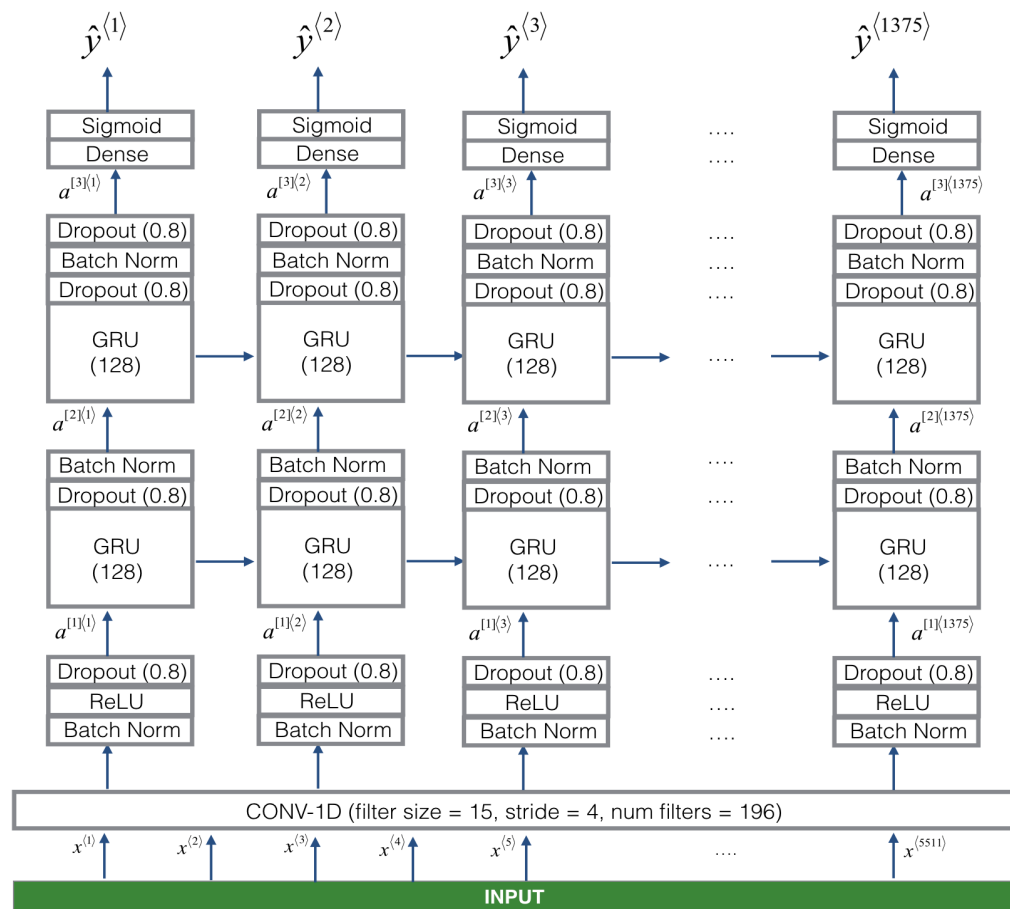 ŷ⟨1⟩ ŷ⟨2⟩ ŷ⟨3⟩ ŷ⟨1375⟩
Sigmoid Sigmoid Sigmoid .... Sigmoid
Dense Dense Dense .... Dense
a[3]⟨1⟩ a[3]⟨2⟩ a[3]⟨3⟩ a[3]⟨1375⟩
Dropout (0.8) Dropout (0.8) Dropout (0.8) .... Dropout (0.8)
Batch Norm Batch Norm Batch Norm .... Batch Norm
Dropout (0.8) Dropout (0.8) Dropout (0.8) .... Dropout (0.8)
GRU GRU GRU GRU
(128) (128) (128) .... (128)
a[2]⟨1⟩ a[2]⟨2⟩ a[2]⟨3⟩ a[2]⟨1375⟩
Batch Norm Batch Norm Batch Norm .... Batch Norm
Dropout (0.8) Dropout (0.8) Dropout (0.8) .... Dropout (0.8)
GRU GRU GRU GRU
(128) (128) (128) .... (128)
a[1]⟨1⟩ a[1]⟨2⟩ a[1]⟨3⟩ a[1]⟨1375⟩
Dropout (0.8) Dropout (0.8) Dropout (0.8) .... Dropout (0.8)
ReLU ReLU ReLU .... ReLU
Batch Norm Batch Norm Batch Norm .... Batch Norm
CONV-1D (filter size = 15, stride = 4, num filters = 196)
x⟨1⟩ x⟨2⟩ x⟨3⟩ x⟨4⟩ x⟨5⟩ .... x⟨5511⟩
INPUT